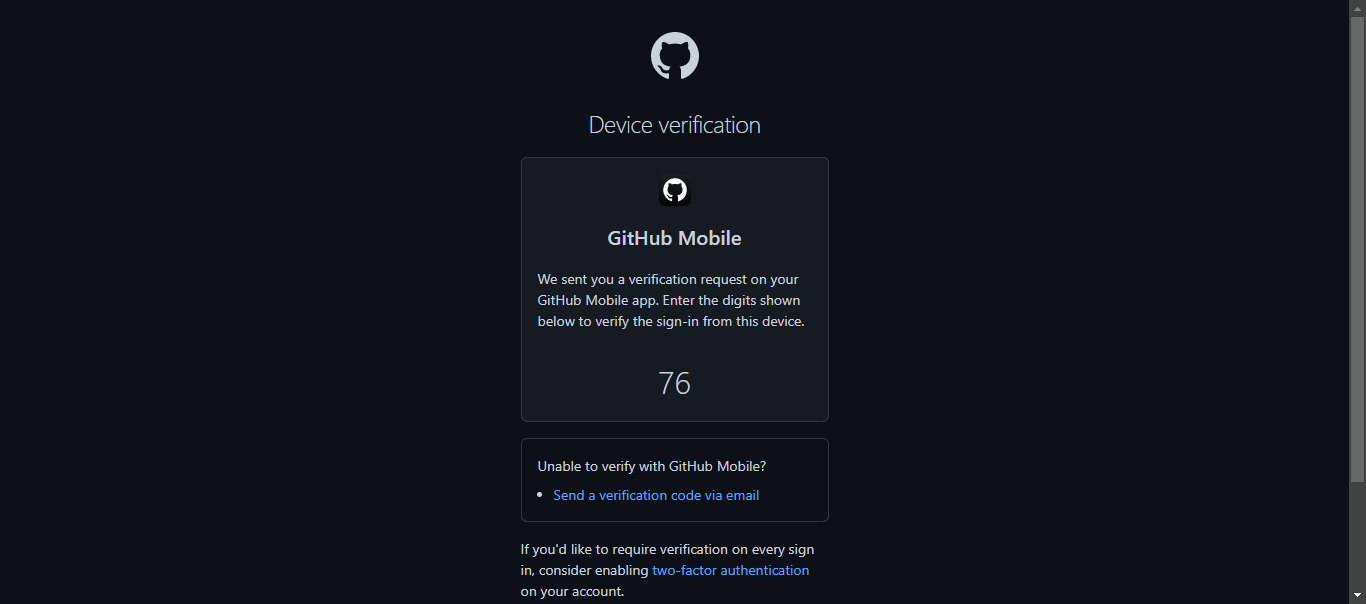 Device verification
GitHub Mobile
We sent you a verification request on your
GitHub Mobile app. Enter the digits shown
below to verify the sign-in from this device.
76
Unable to verify with GitHub Mobile?
• Send a verification code via email
If you'd like to require verification on every sign
in, consider enabling two-factor authentication
on your account.